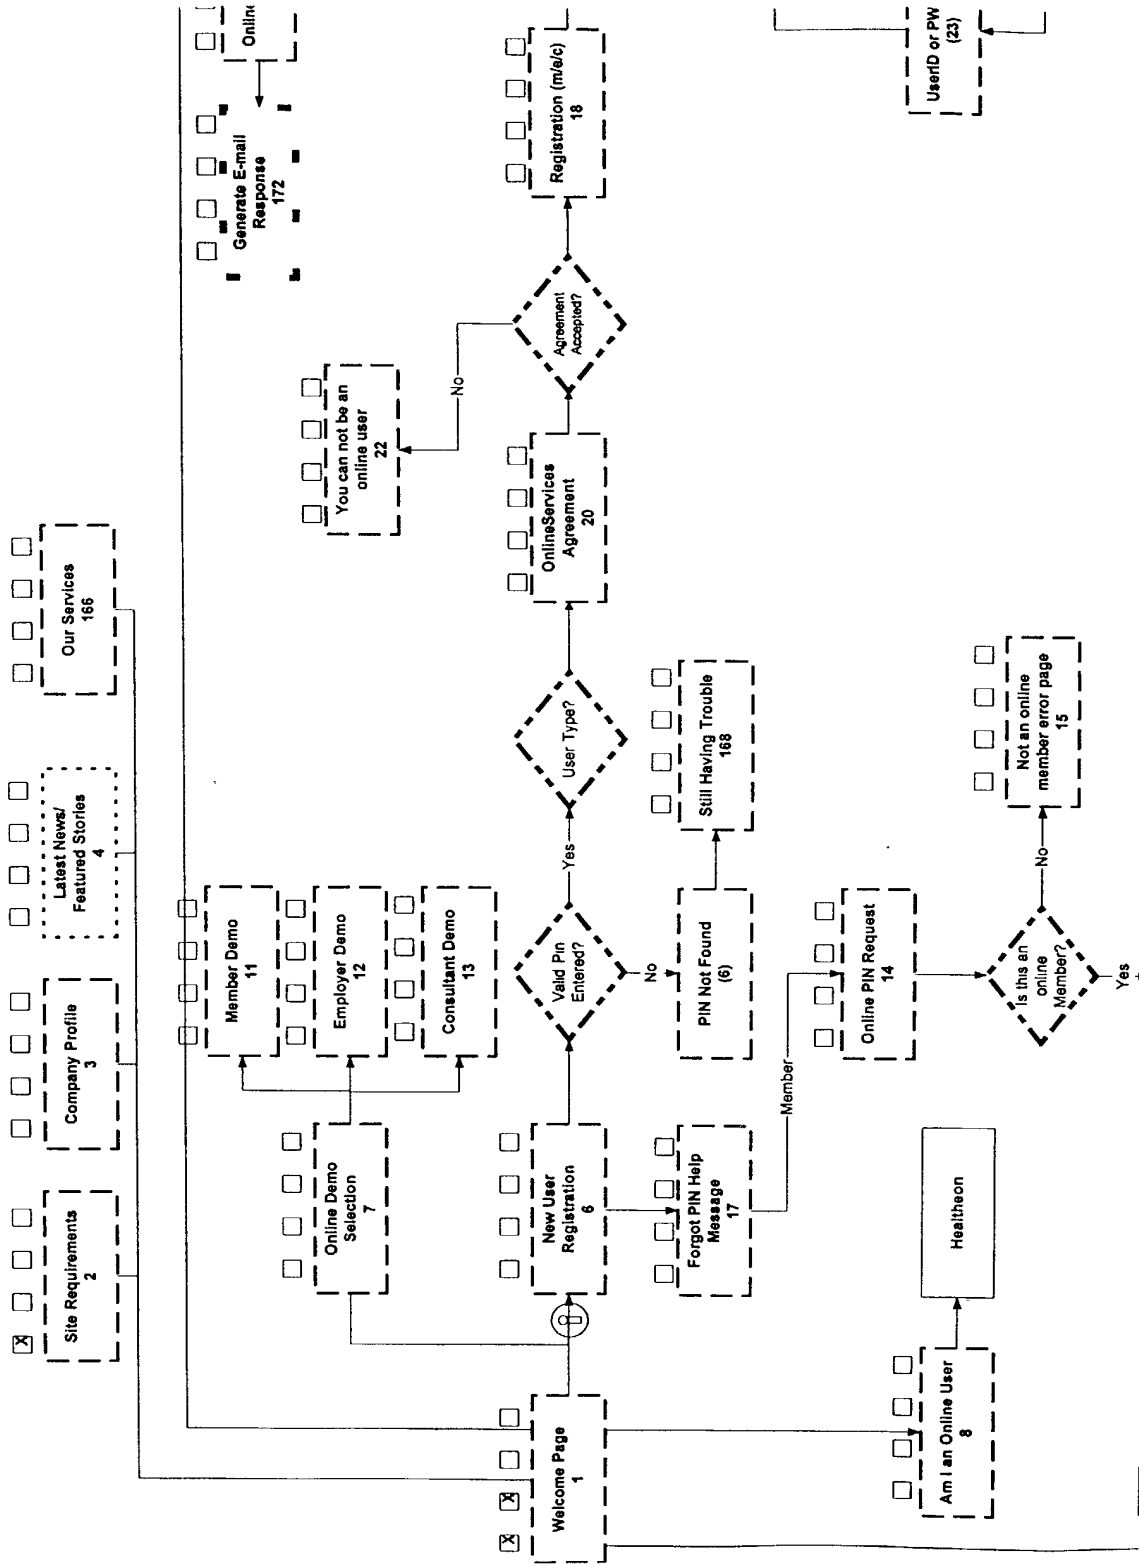 Site Requirements
2
Company Profile
3
Latest News/
Featured Stories
4
Our Services
166
Member Demo
11
Generate E-mail
Response
172
Online Demo
Selection
7
Employer Demo
12
You can not be an
online user
22
Consultant Demo
13
No
X
X
X
Welcome Page
1
New User
Registration
6
Valid Pin
Entered?
Yes
User Type?
OnlineServices
Agreement
20
Agreement
Accepted?
Registration (m/e/c)
18
No
Forgot PIN Help
Message
17
PIN Not Found
(6)
Still Having Trouble
168
Member
Online PIN Request
14
Am I an Online User
8
Healtheon
Is this an
online
Member?
No
Yes
Not an online
member error page
15
UserID or PW
(23)